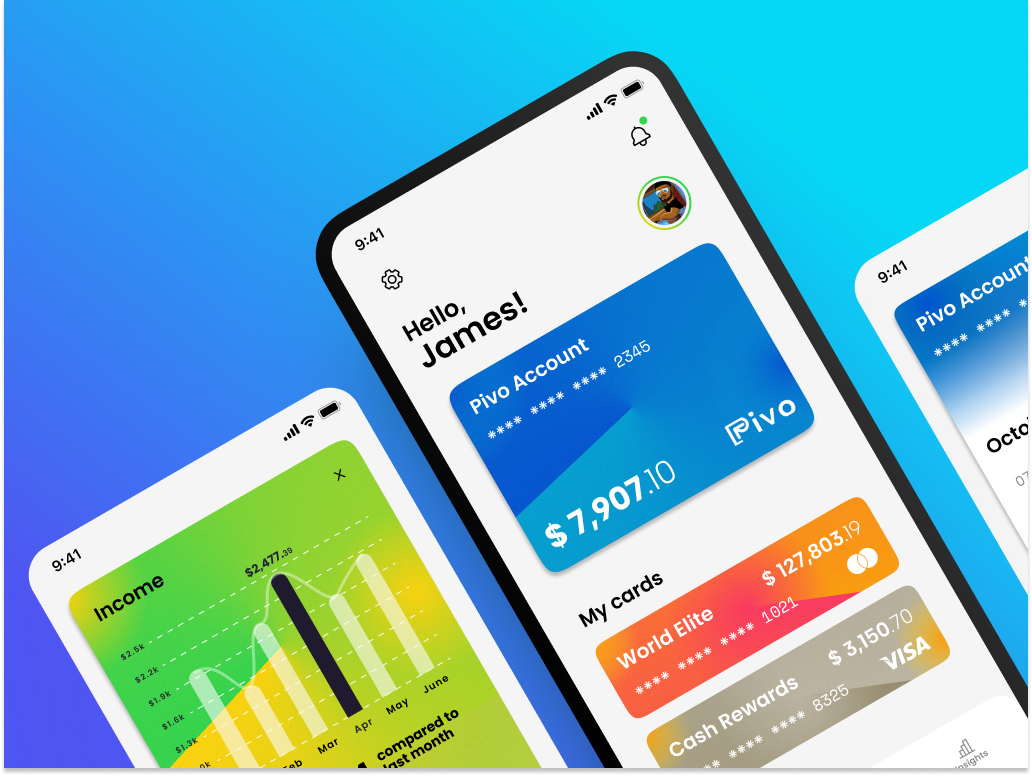 9:41
Hello,
James!
Pivo Account
**** **** **** 2345
$7,907.10
Pivo
My cards
World Elite
$ 127,803.19
**** **** **** 1021
Cash Rewards
$ 3,150.70
**** **** **** 8325
VISA
Insights
9:41
Income
$2,477.39
$2.5k
$2.2k
$1.9k
$1.6k
$1.3k
Mar
Apr
May
June
compared to
last month
9:41
Pivo Account
**** ****
07